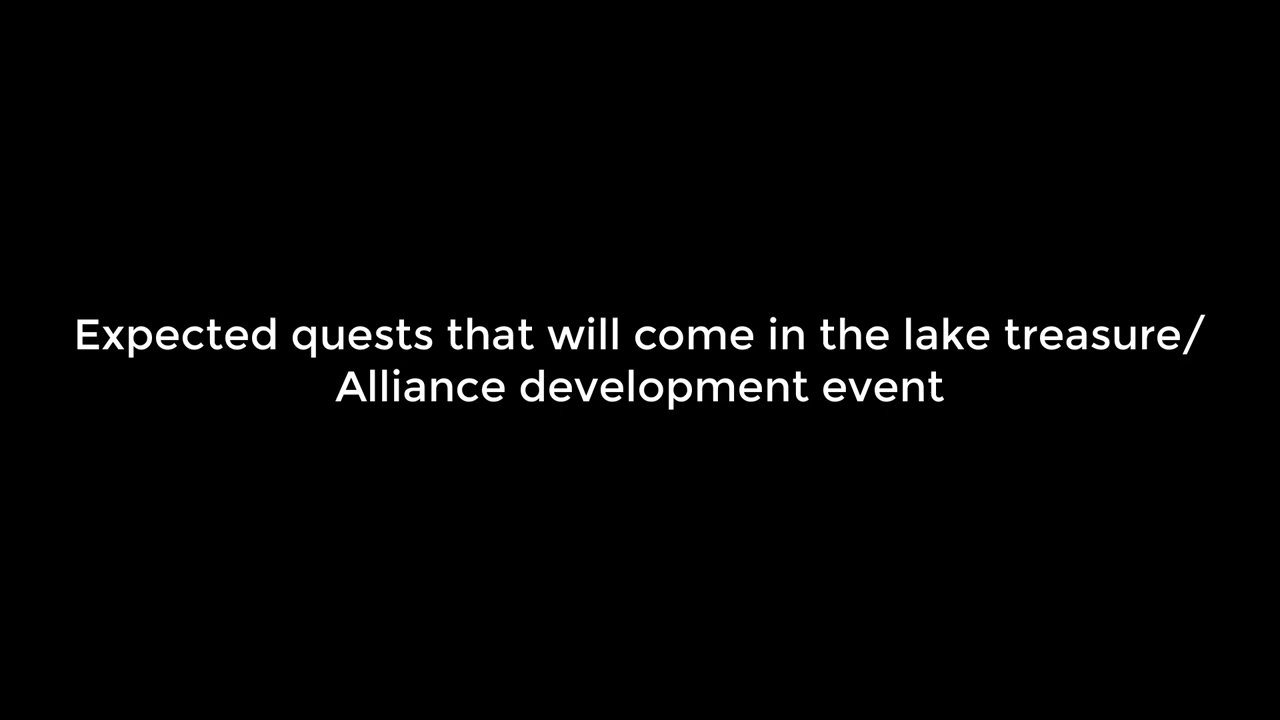 Expected quests that will come in the lake treasure/
Alliance development event